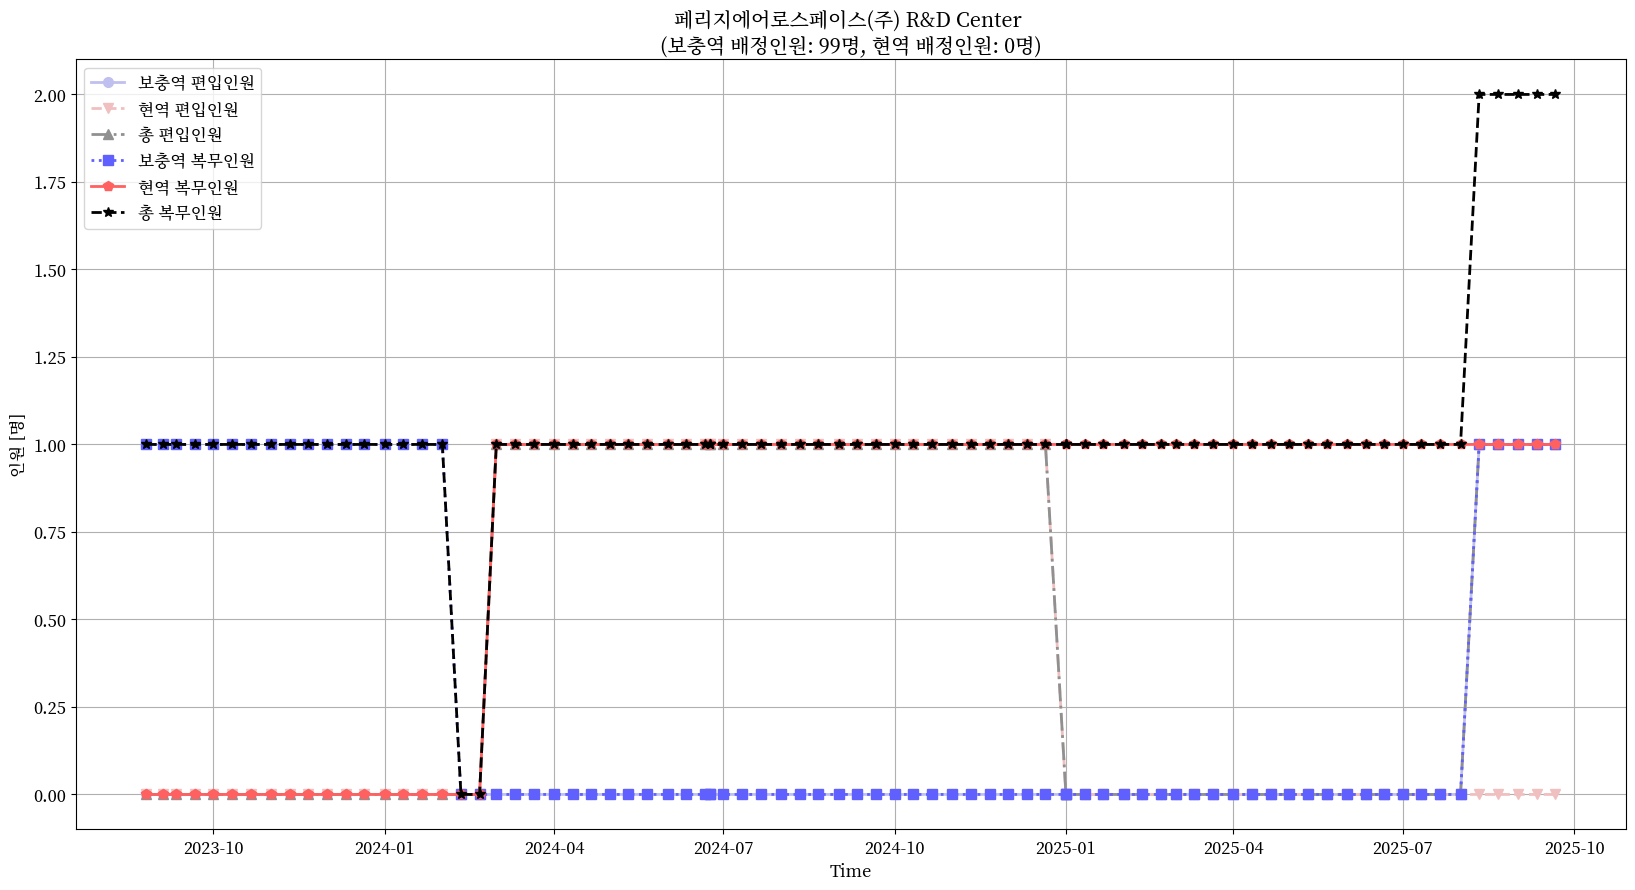 페리지에어로스페이스(주) R&D Center
(보충역 배정인원: 99명, 현역 배정인원: 0명)
보충역 편입인원
현역 편입인원
총 편입인원
보충역 복무인원
현역 복무인원
총 복무인원
2.00
1.75
1.50
1.25
1.00
0.75
0.50
0.25
0.00
인원 [명]
2023-10
2024-01
2024-04
2024-07
2024-10
2025-01
2025-04
2025-07
2025-10
Time